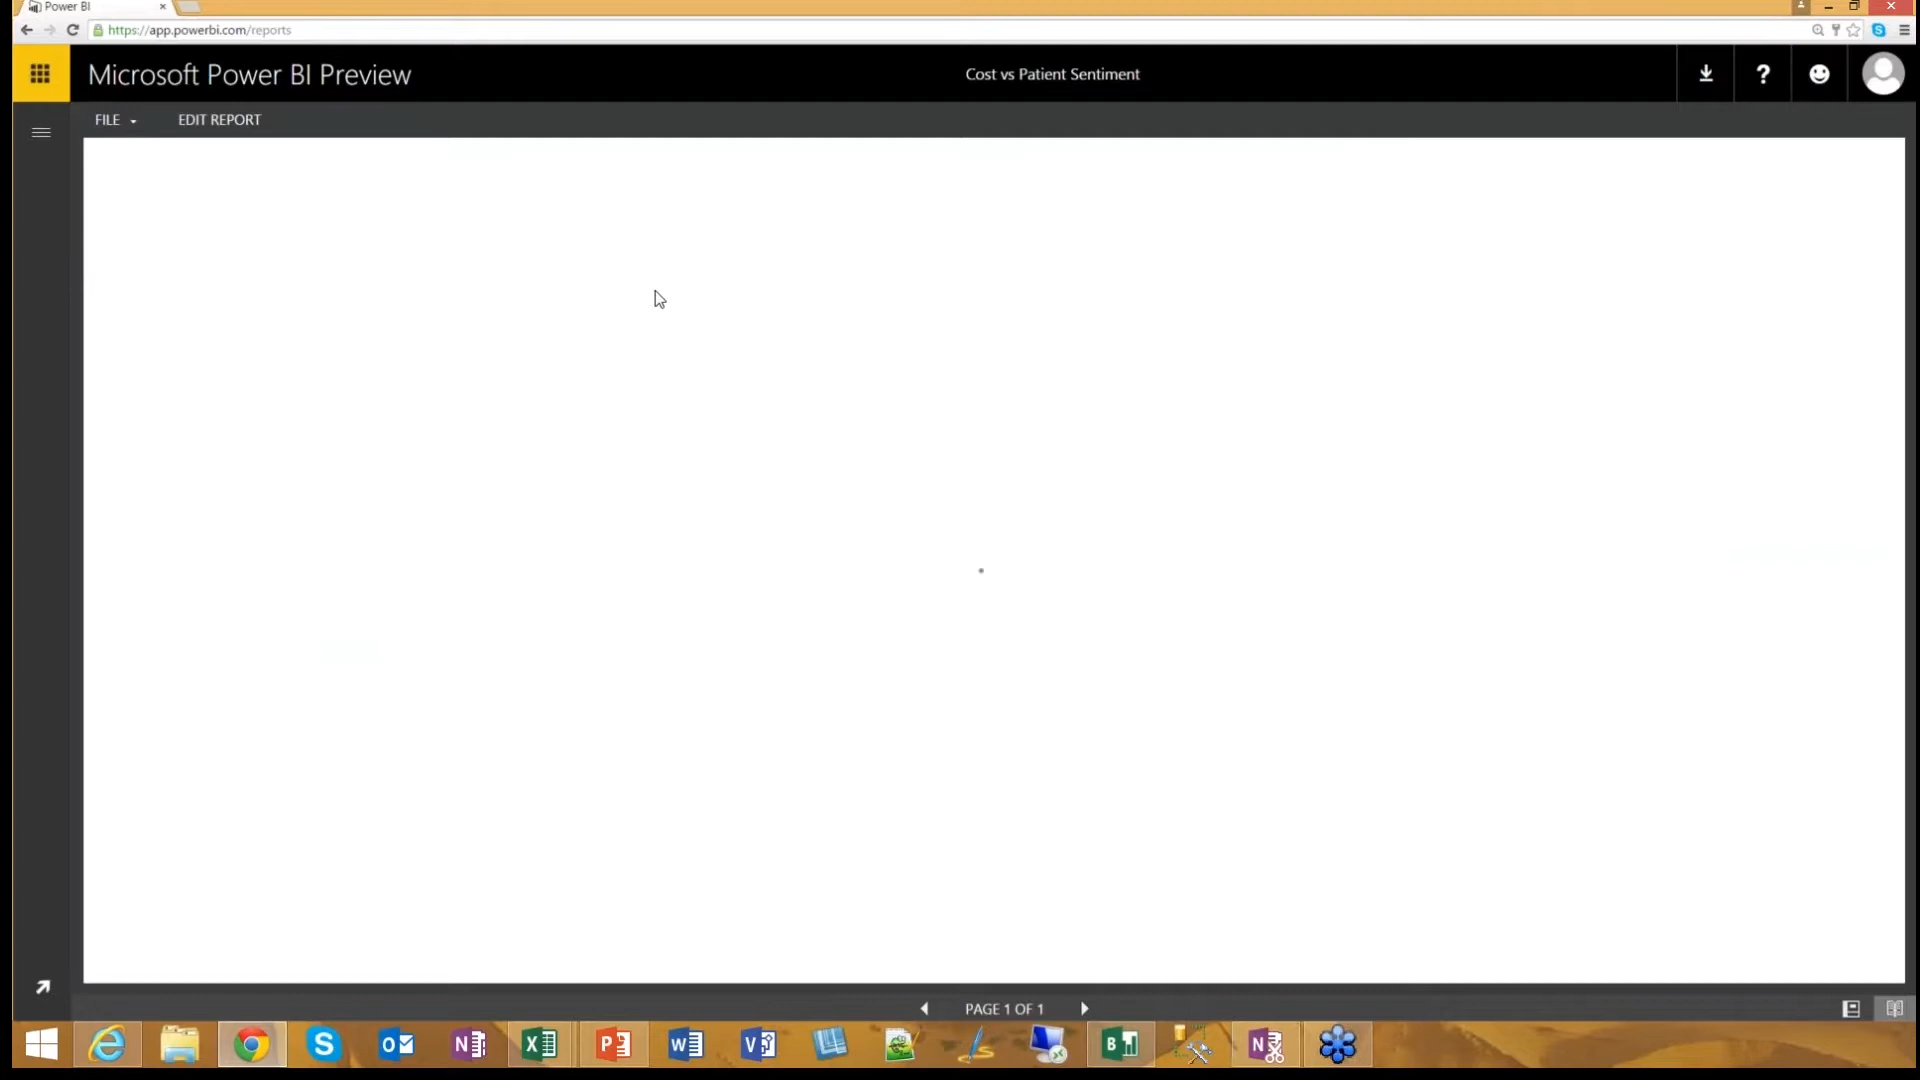 Power BI
https://app.powerbi.com/reports
Microsoft Power BI Preview
Cost vs Patient Sentiment
?
FILE
EDIT REPORT
PAGE 1 OF 1